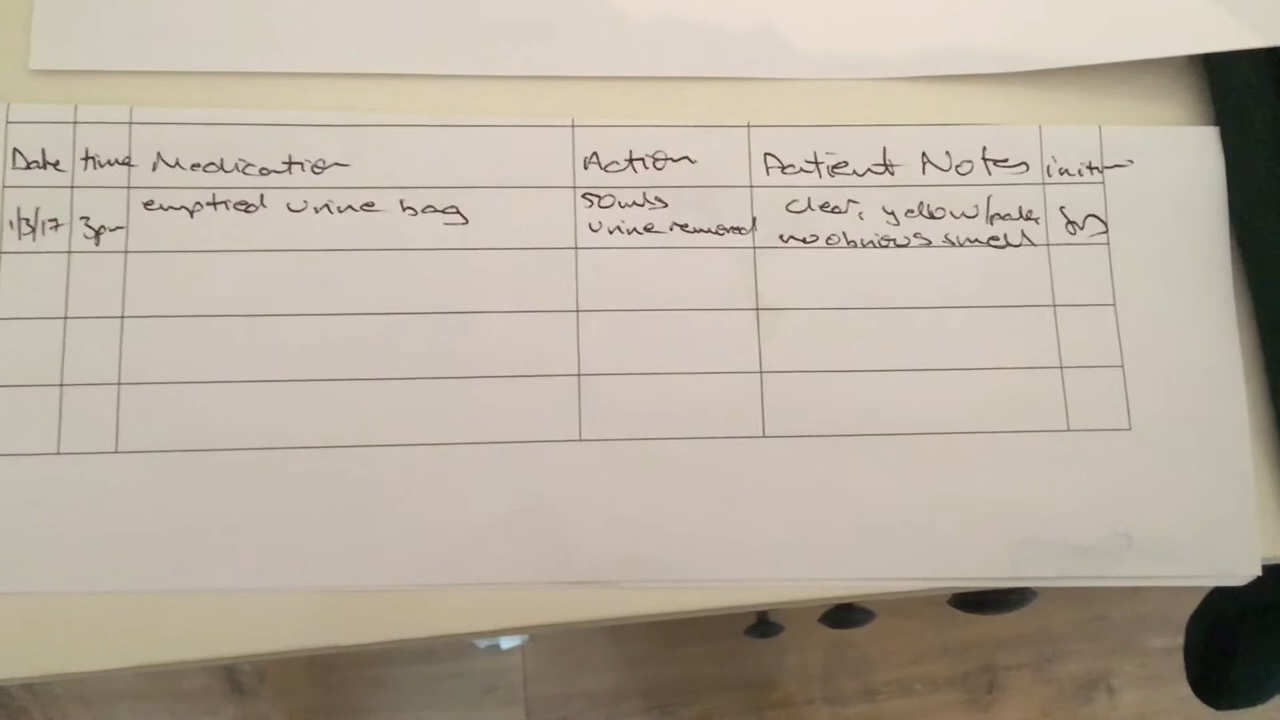 Date time Medication Action Patient Notes
1/3/17 3pm emptied urine bag 50mls clear, yellow/pale
urine removed no obvious smell